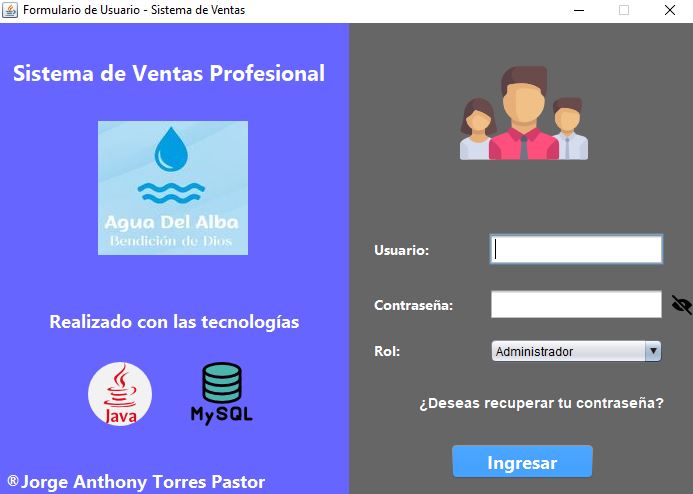 Formulario de Usuario - Sistema de Ventas
Sistema de Ventas Profesional
Agua Del Alba
Bendición de Dios
Realizado con las tecnologías
Java
MySQL
®Jorge Anthony Torres Pastor
Usuario:
Contraseña:
Rol:
Administrador
¿Deseas recuperar tu contraseña?
Ingresar